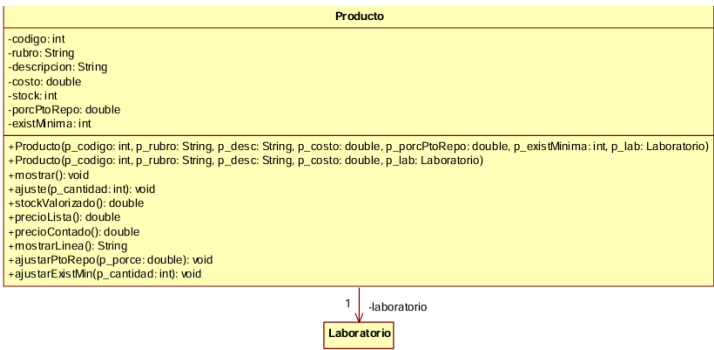 Producto
-codigo: int
-rubro: String
-descripcion: String
-costo: double
-stock: int
-porcPtoRepo: double
-existMinima: int
+Producto(p_codigo: int, p_rubro: String, p_desc: String, p_costo: double, p_porcPtoRepo: double, p_existMinima: int, p_lab: Laboratorio)
+Producto(p_codigo: int, p_rubro: String, p_desc: String, p_costo: double, p_lab: Laboratorio)
+mostrar(): void
+ajuste(p_cantidad: int): void
+stockValorizado(): double
+precioLista(): double
+precioContado(): double
+mostrarLinea(): String
+ajustarPtoRepo(p_porce: double): void
+ajustarExistMin(p_cantidad: int): void
1 -laboratorio
Laboratorio